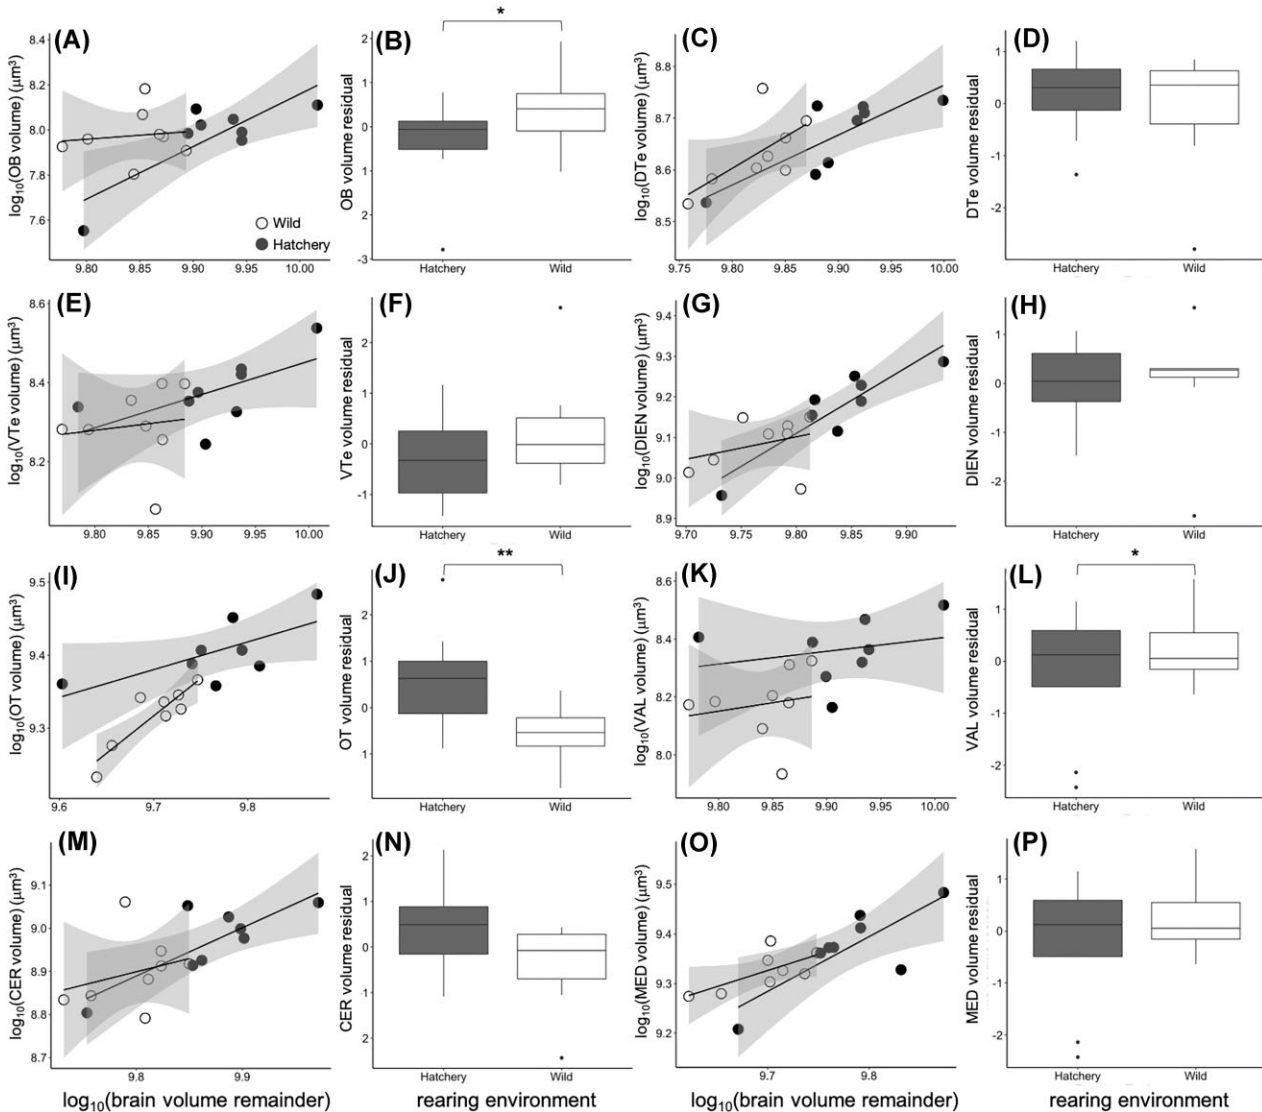 (A)
log10(OB volume) (μm³)
8.4
8.2
8.0
7.8
7.6
9.80 9.85 9.90 9.95 10.00
Wild
Hatchery
(B)
*
OB volume residual
2
1
0
1
2
-3
Hatchery Wild
(C)
log10(DTe volume) (μm³)
8.8
8.7
8.6
8.5
9.75 9.80 9.85 9.90 9.95 10.00
(D)
DTe volume residual
1
0
-1
-2
Hatchery Wild
(E)
log10(VTe volume) (μm³)
8.6
8.4
8.2
9.80 9.85 9.90 9.95 10.00
(F)
VTe volume residual
2
1
0
-1
Hatchery Wild
(G)
log10(DIEN volume) (μm³)
9.4
9.3
9.2
9.1
9.0
8.9
9.70 9.75 9.80 9.85 9.90
(H)
DIEN volume residual
1
0
-1
-2
Hatchery Wild
(I)
log10(OT volume) (μm³)
9.5
9.4
9.3
9.6 9.7 9.8
(J)
**
OT volume residual
2
1
0
1
Hatchery Wild
(K)
log10(VAL volume) (μm³)
8.6
8.4
8.2
8.0
9.80 9.85 9.90 9.95 10.00
(L)
*
VAL volume residual
1
0
-1
-2
Hatchery Wild
(M)
log10(CER volume) (μm³)
9.1
9.0
8.9
8.8
8.7
9.8 9.9
log10(brain volume remainder)
(N)
CER volume residual
2
1
0
1
2
Hatchery Wild
rearing environment
(O)
log10(MED volume) (μm³)
9.5
9.4
9.3
9.2
9.7 9.8
log10(brain volume remainder)
(P)
MED volume residual
1
0
-1
-2
Hatchery Wild
rearing environment